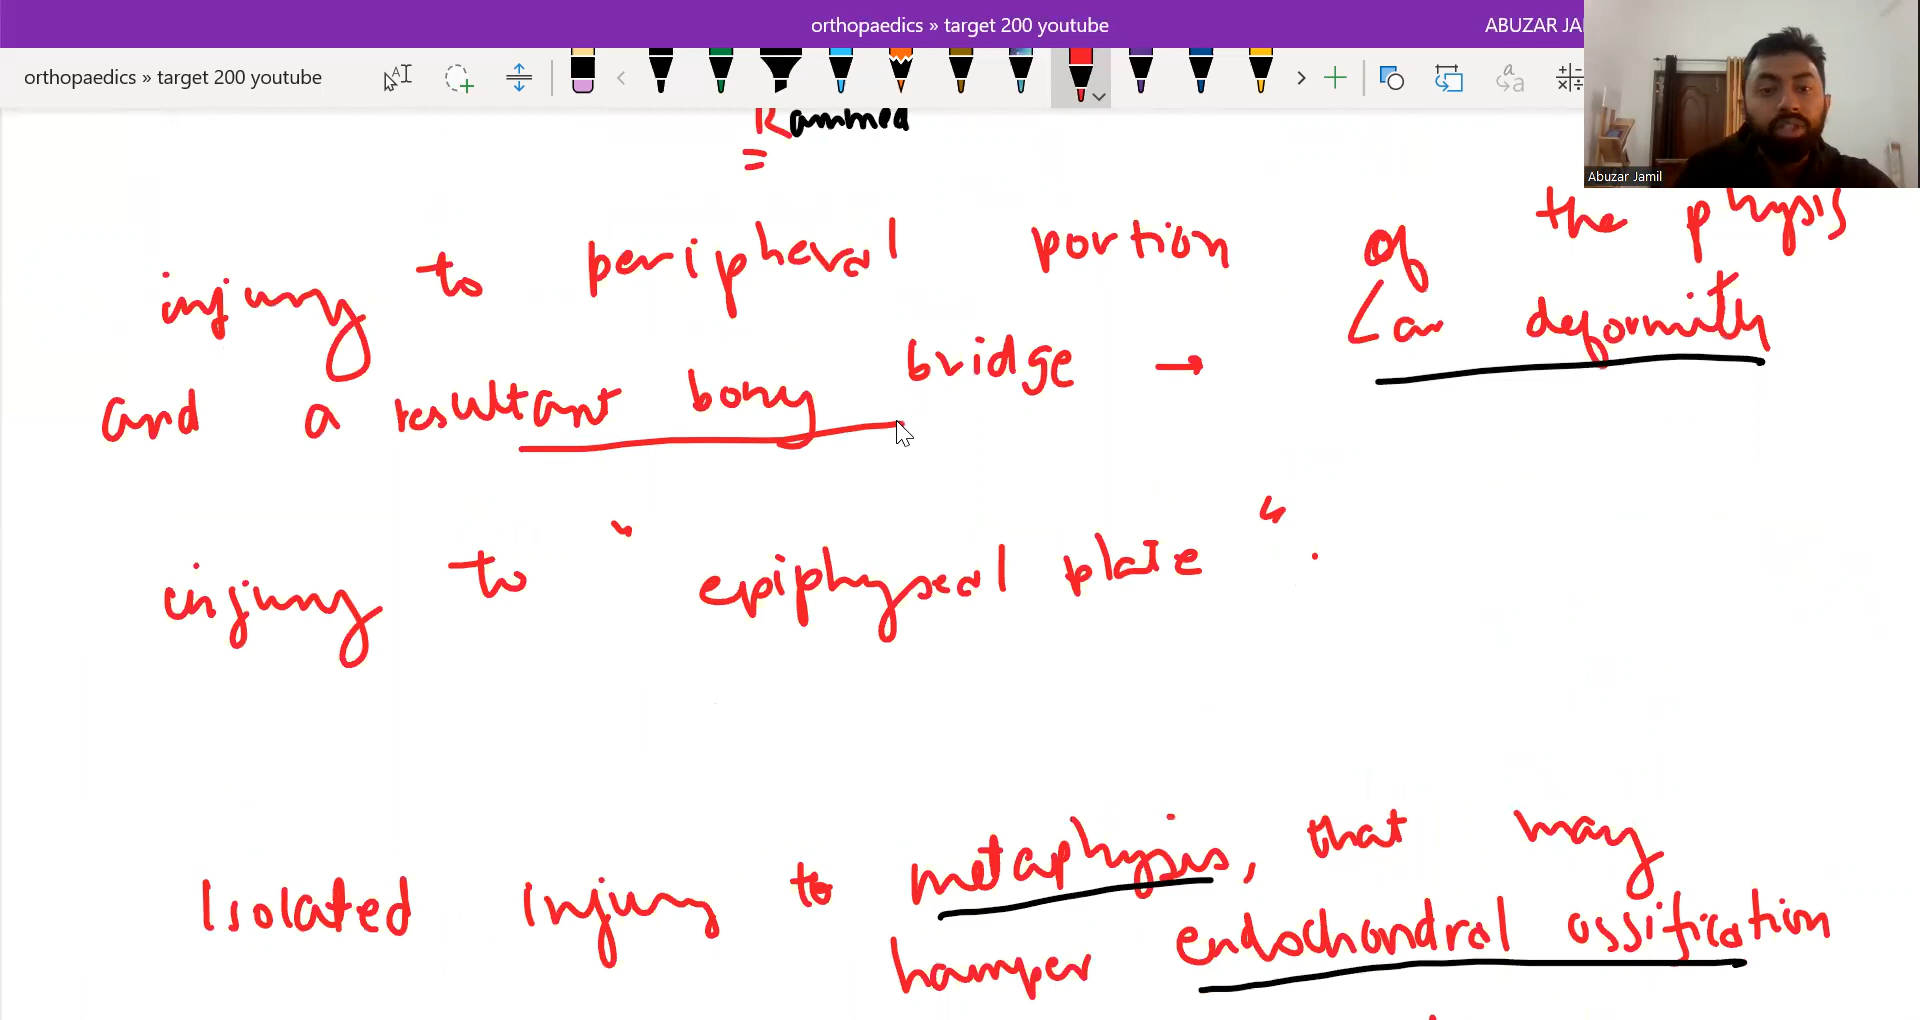 orthopaedics » target 200 youtube
ABUZAR JA
orthopaedics » target 200 youtube
Abuzar Jamil
Rammed
injury to peripheral portion of the physis
and a resultant bony bridge → Lar deformity
injury to " epiphyseal plate ".
Isolated injury to metaphysis, that may
hamper endochondral ossification